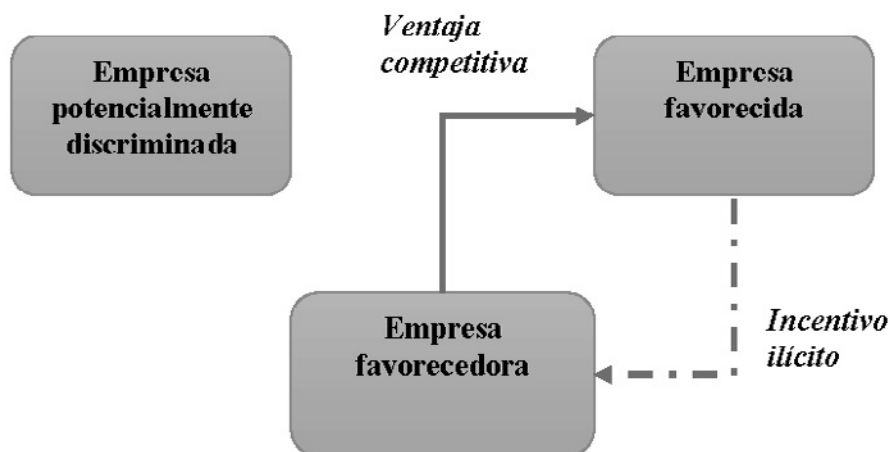 Empresa
potencialmente
discriminada
Ventaja
competitiva
Empresa
favorecida
Empresa
favorecedora
Incentivo
ilícito